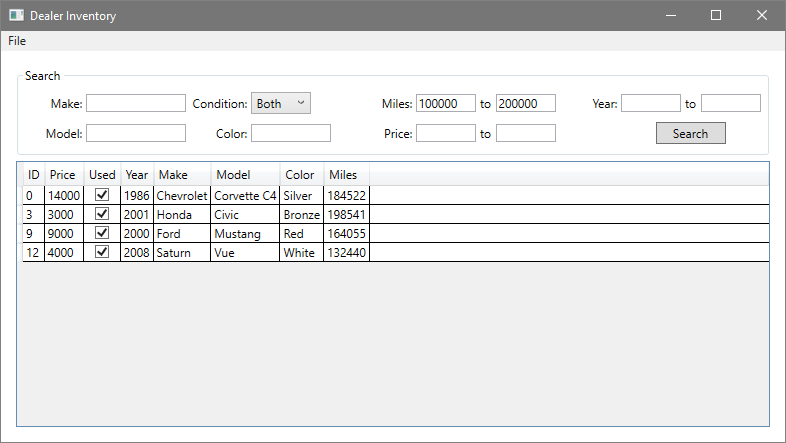 Dealer Inventory
File
Search
Make: Condition: Both Miles: 100000 to 200000 Year: to
Model: Color: Price: to Search
ID Price Used Year Make Model Color Miles
0 14000 1986 Chevrolet Corvette C4 Silver 184522
3 3000 2001 Honda Civic Bronze 198541
9 9000 2000 Ford Mustang Red 164055
12 4000 2008 Saturn Vue White 132440